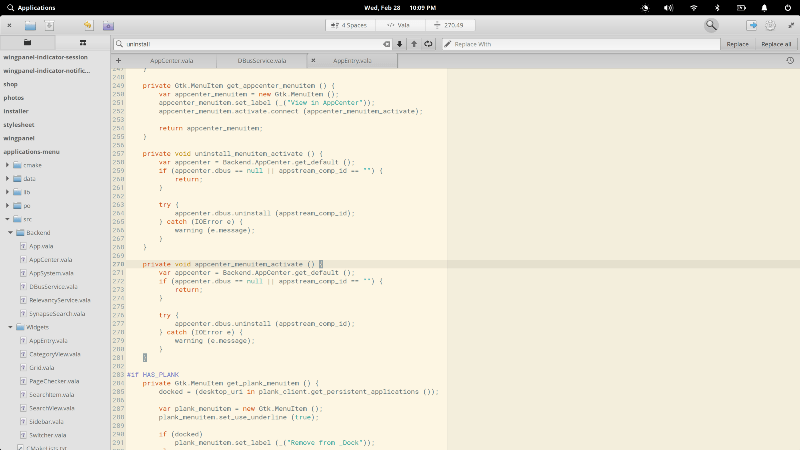 Applications
Wed, Feb 28 10:09 PM
4 Spaces
Vala
270.49
uninstall
Replace With
Replace
Replace all
AppCenter.vala
DBusService.vala
AppEntry.vala
wingpanel-indicator-session
wingpanel-indicator-notific...
shop
photos
installer
stylesheet
wingpanel
applications-menu
cmake
data
lib
po
src
Backend
App.vala
AppCenter.vala
AppSystem.vala
DBusService.vala
RelevancyService.vala
SynapseSearch.vala
Widgets
AppEntry.vala
CategoryView.vala
Grid.vala
PageChecker.vala
SearchItem.vala
SearchView.vala
Sidebar.vala
Switcher.vala
CMakeLists.txt
247 }
248
249 private Gtk.MenuItem get_appcenter_menuitem () {
250 var appcenter_menuitem = new Gtk.MenuItem ();
251 appcenter_menuitem.set_label (_("View in AppCenter"));
252 appcenter_menuitem.activate.connect (appcenter_menuitem_activate);
253
254 return appcenter_menuitem;
255 }
256
257 private void uninstall_menuitem_activate () {
258 var appcenter = Backend.AppCenter.get_default ();
259 if (appcenter.dbus == null || appstream_comp_id == "") {
260 return;
261 }
262
263 try {
264 appcenter.dbus.uninstall (appstream_comp_id);
265 } catch (IOError e) {
266 warning (e.message);
267 }
268 }
269
270 private void appcenter_menuitem_activate () {
271 var appcenter = Backend.AppCenter.get_default ();
272 if (appcenter.dbus == null || appstream_comp_id == "") {
273 return;
274 }
275
276 try {
277 appcenter.dbus.uninstall (appstream_comp_id);
278 } catch (IOError e) {
279 warning (e.message);
280 }
281 }
282
283 #if HAS_PLANK
284 private Gtk.MenuItem get_plank_menuitem () {
285 docked = (desktop_uri in plank_client.get_persistent_applications ());
286
287 var plank_menuitem = new Gtk.MenuItem ();
288 plank_menuitem.set_use_underline (true);
289
290 if (docked)
291 plank_menuitem.set_label (_("Remove from _Dock"));